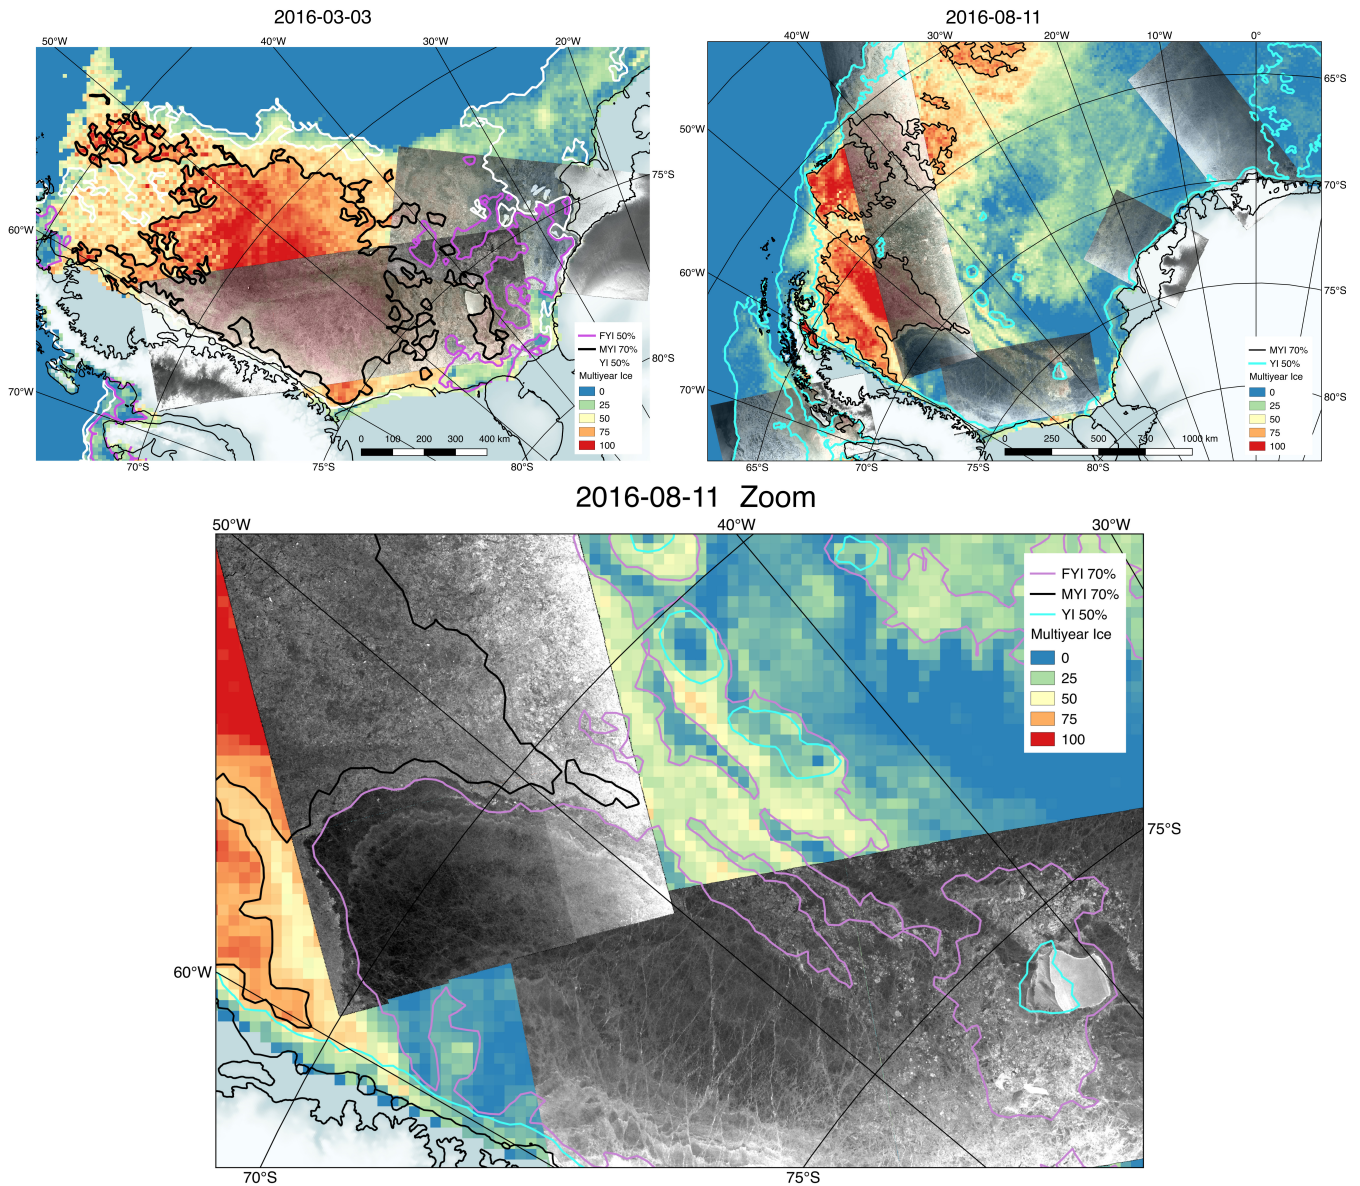 2016-03-03
50°W 40°W 30°W 20°W
60°W
70°W
75°S
80°S
70°S 75°S 80°S
FYI 50%
MYI 70%
YI 50%
Multiyear Ice
0
25
50
75
100
0 100 200 300 400 km
2016-08-11
40°W 30°W 20°W 10°W 0°
50°W
60°W
70°W
65°S
70°S
75°S
80°S
65°S 70°S 75°S 80°S
MYI 70%
YI 50%
Multiyear Ice
0
25
50
75
100
0 250 500 750 1000 km
2016-08-11 Zoom
50°W 40°W 30°W
60°W
75°S
70°S 75°S
FYI 70%
MYI 70%
YI 50%
Multiyear Ice
0
25
50
75
100